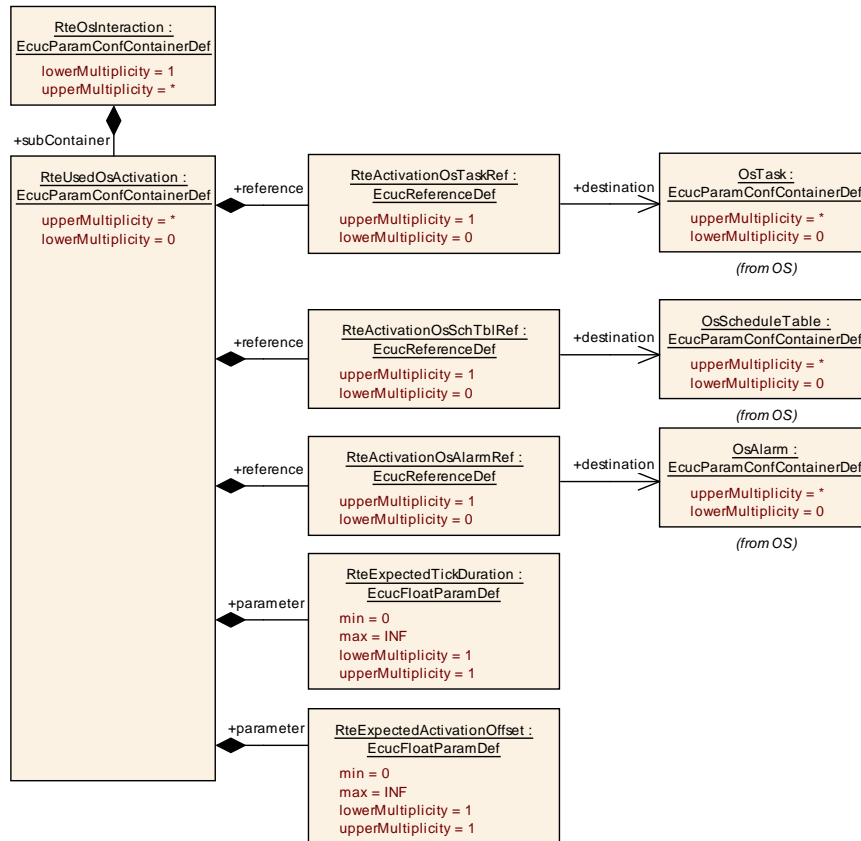 RteOsInteraction :
EcucParamConfContainerDef
lowerMultiplicity = 1
upperMultiplicity = *
+subContainer
RteUsedOsActivation :
EcucParamConfContainerDef
upperMultiplicity = *
lowerMultiplicity = 0
+reference
RteActivationOsTaskRef :
EcucReferenceDef
upperMultiplicity = 1
lowerMultiplicity = 0
+destination
OsTask :
EcucParamConfContainerDef
upperMultiplicity = *
lowerMultiplicity = 0
(from OS)
+reference
RteActivationOsSchTblRef :
EcucReferenceDef
upperMultiplicity = 1
lowerMultiplicity = 0
+destination
OsScheduleTable :
EcucParamConfContainerDef
upperMultiplicity = *
lowerMultiplicity = 0
(from OS)
+reference
RteActivationOsAlarmRef :
EcucReferenceDef
upperMultiplicity = 1
lowerMultiplicity = 0
+destination
OsAlarm :
EcucParamConfContainerDef
upperMultiplicity = *
lowerMultiplicity = 0
(from OS)
+parameter
RteExpectedTickDuration :
EcucFloatParamDef
min = 0
max = INF
lowerMultiplicity = 1
upperMultiplicity = 1
+parameter
RteExpectedActivationOffset :
EcucFloatParamDef
min = 0
max = INF
lowerMultiplicity = 1
upperMultiplicity = 1